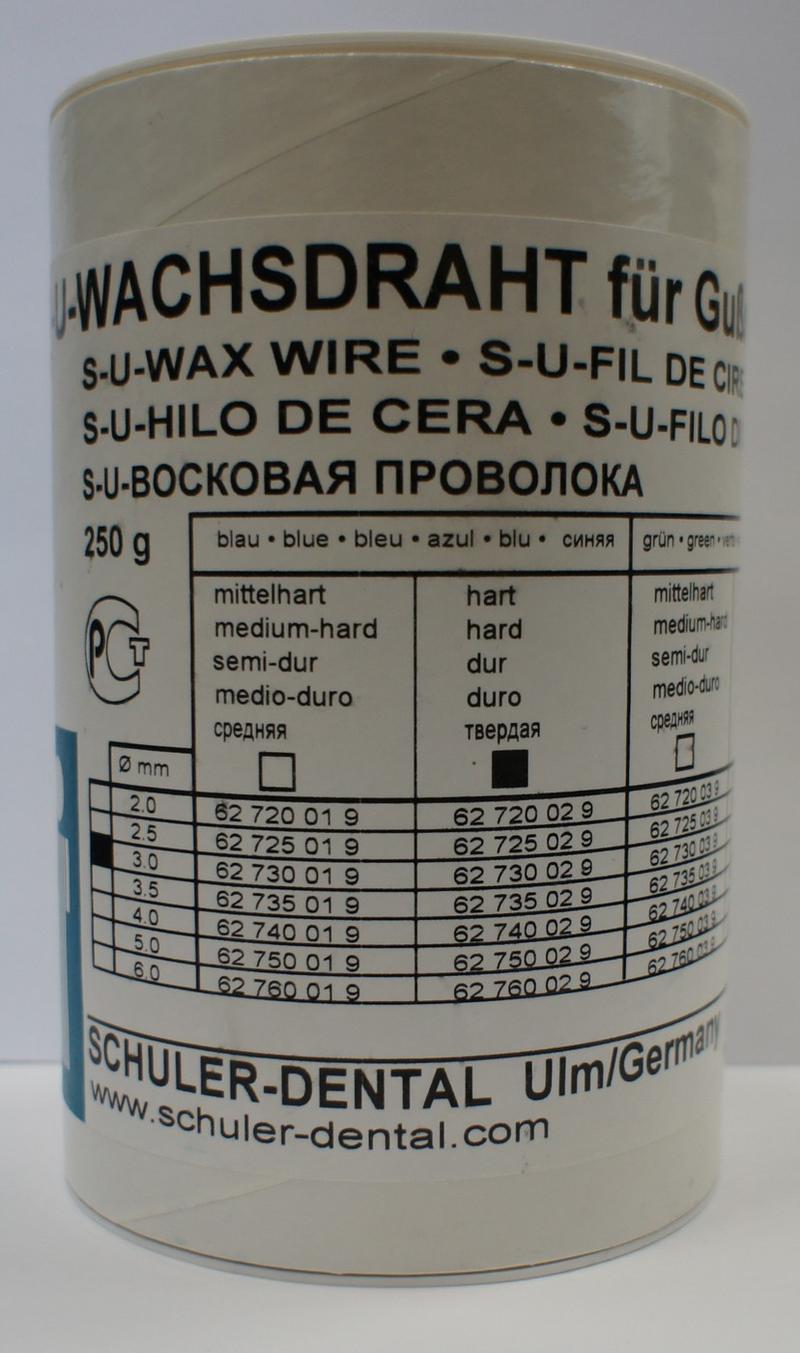 S-U-WACHSDRAHT für Guß
S-U-WAX WIRE • S-U-FIL DE CIRE
S-U-HILO DE CERA • S-U-FILO D
S-U-ВОСКОВАЯ ПРОВОЛОКА
250 g
blau • blue • bleu • azul • blu • синяя grün • green •
mittelhart hart mittelhart
medium-hard hard medium-hard
semi-dur dur semi-dur
medio-duro duro medio-duro
средняя твердая средняя
РСТ
Ø mm
2.0 62 720 01 9 62 720 02 9 62 720 03 9
2.5 62 725 01 9 62 725 02 9 62 725 03 9
3.0 62 730 01 9 62 730 02 9 62 730 03 9
3.5 62 735 01 9 62 735 02 9 62 735 03 9
4.0 62 740 01 9 62 740 02 9 62 740 03 9
5.0 62 750 01 9 62 750 02 9 62 750 03 9
6.0 62 760 01 9 62 760 02 9 62 760 03 9
SCHULER-DENTAL Ulm/Germany
www.schuler-dental.com